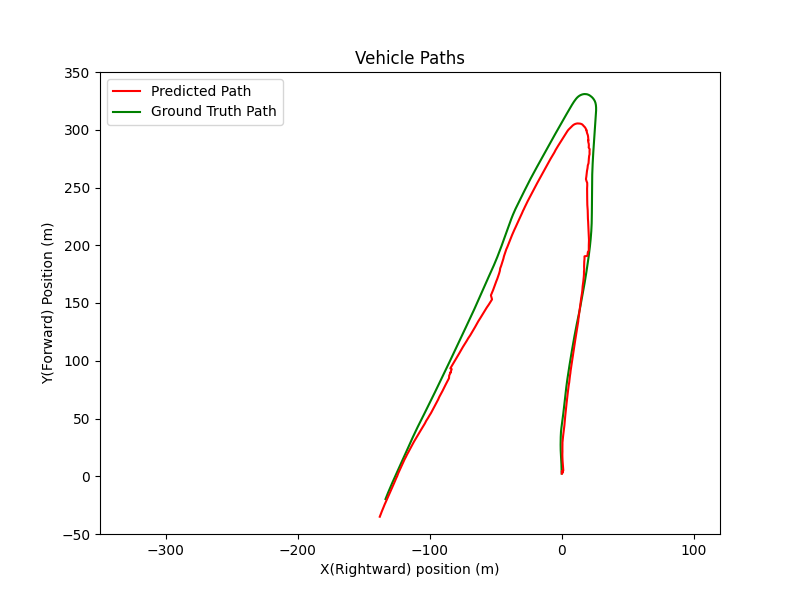 Vehicle Paths
Predicted Path
Ground Truth Path
350
300
250
200
150
100
50
0
−50
Y(Forward) Position (m)
−300
−200
−100
0
100
X(Rightward) position (m)